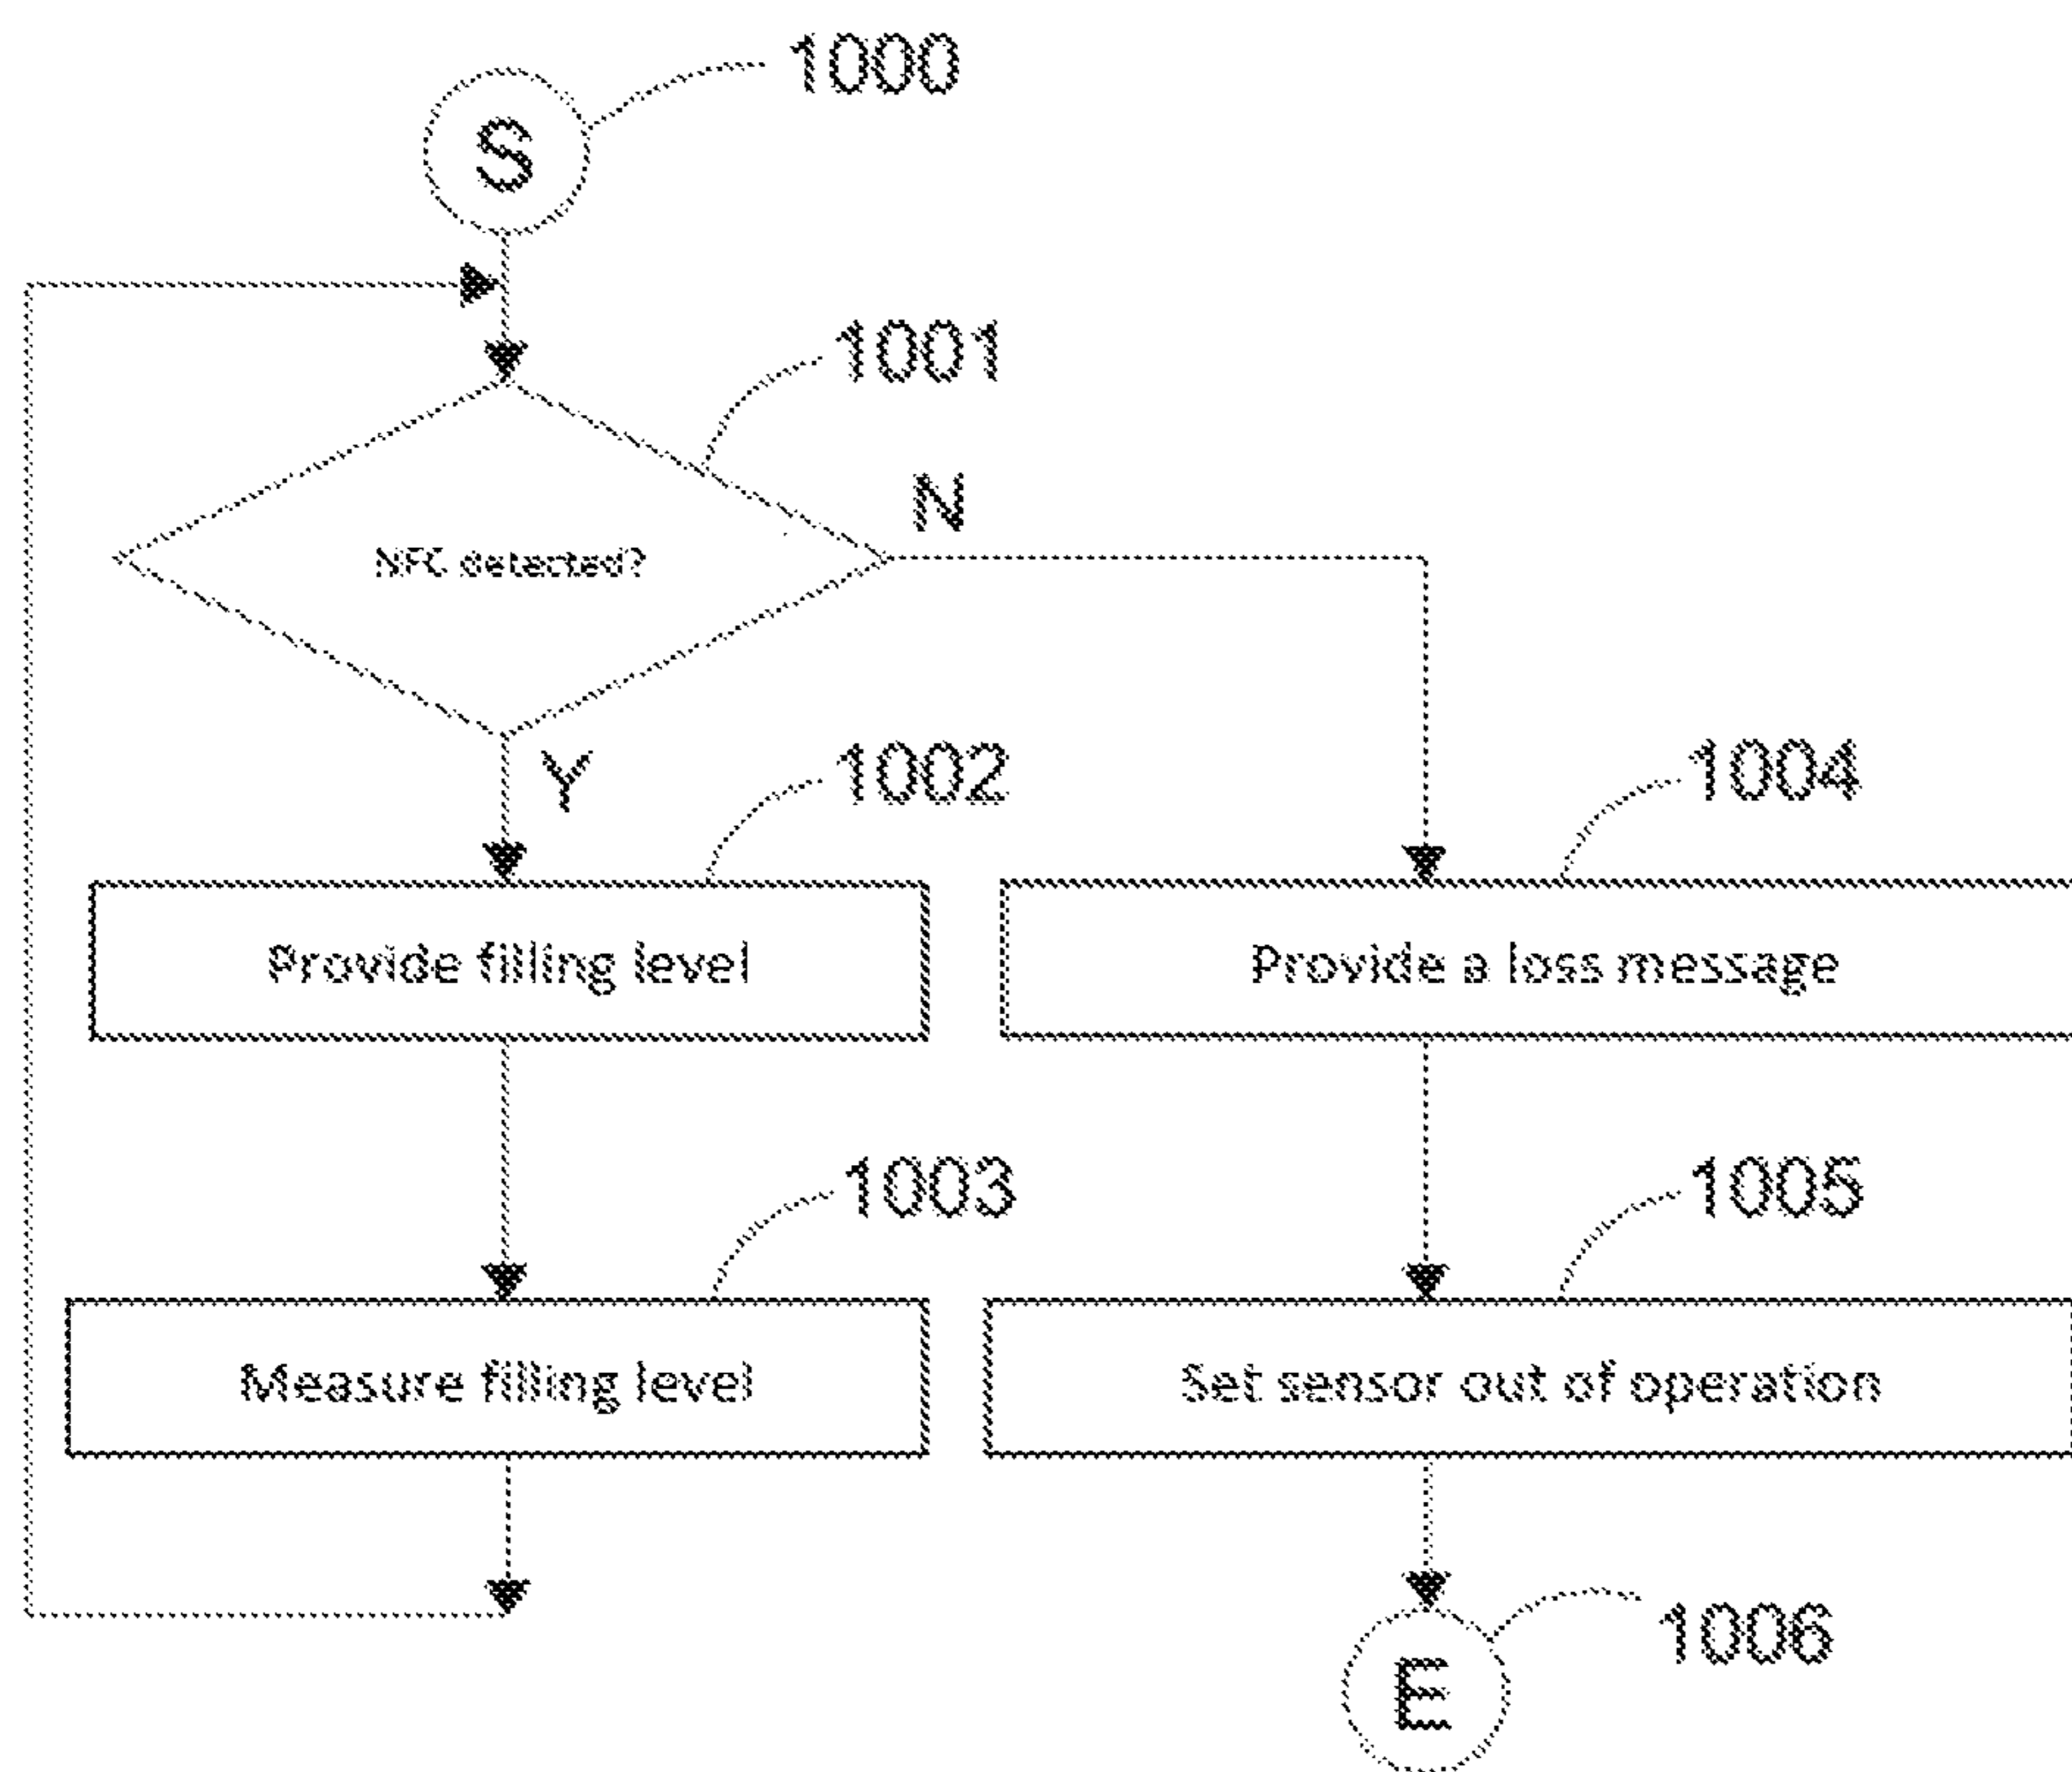 1000
S
1001
N
NFC detected?
Y
1002
1004
Provide filling level
Provide a loss message
1003
1005
Measure filling level
Set sensor out of operation
1006
E